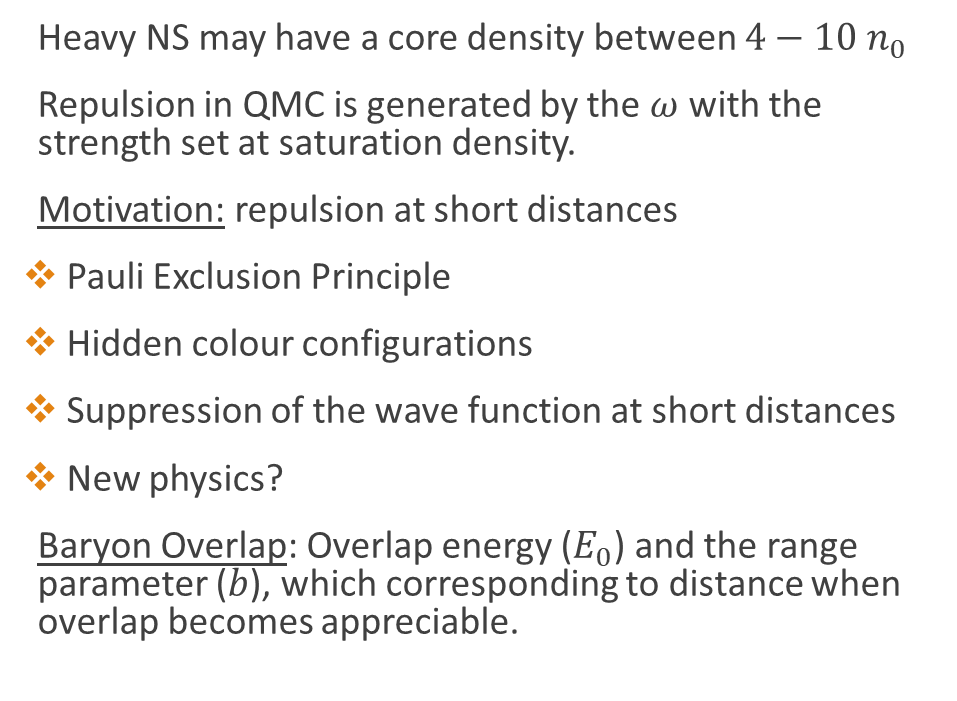 Heavy NS may have a core density between 4 − 10 n₀
Repulsion in QMC is generated by the ω with the
strength set at saturation density.
Motivation: repulsion at short distances
❖ Pauli Exclusion Principle
❖ Hidden colour configurations
❖ Suppression of the wave function at short distances
❖ New physics?
Baryon Overlap: Overlap energy (E₀) and the range
parameter (b), which corresponding to distance when
overlap becomes appreciable.